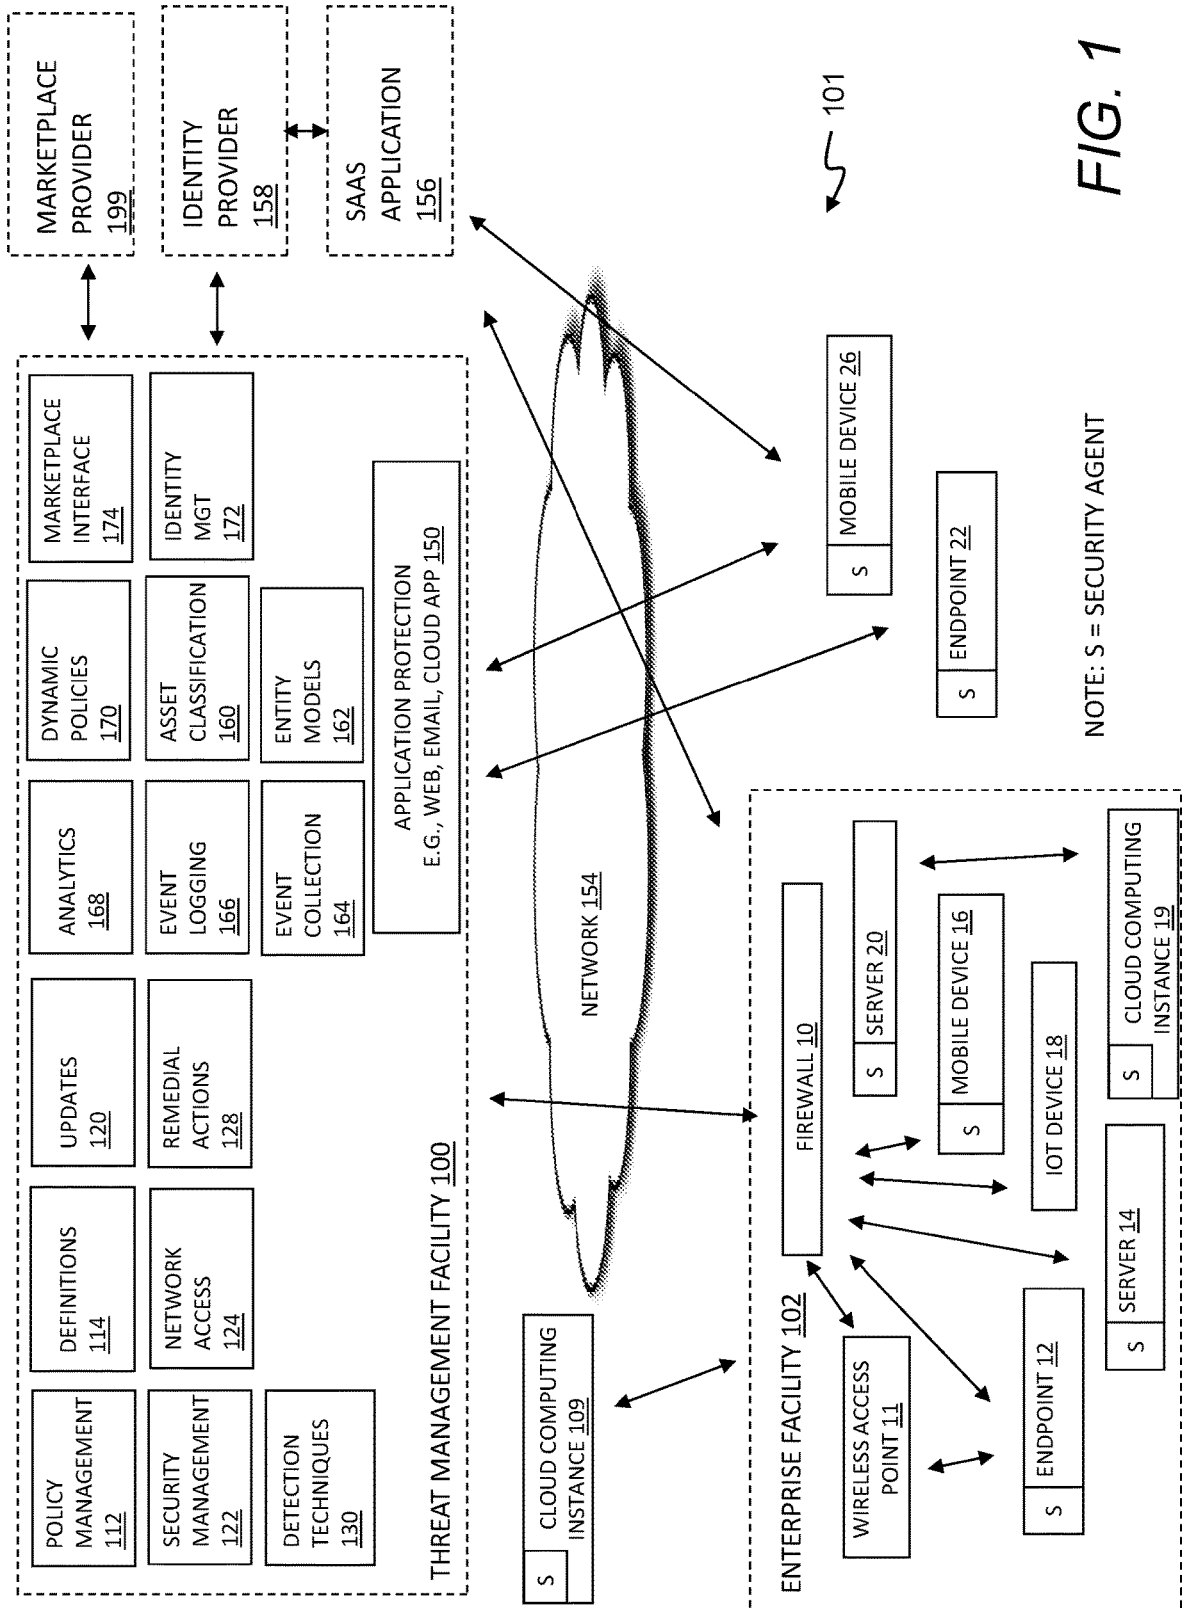 POLICY
MANAGEMENT
112
DEFINITIONS
114
UPDATES
120
ANALYTICS
168
DYNAMIC
POLICIES
170
MARKETPLACE
INTERFACE
174
MARKETPLACE
PROVIDER
199
SECURITY
MANAGEMENT
122
NETWORK
ACCESS
124
REMEDIAL
ACTIONS
128
EVENT
LOGGING
166
ASSET
CLASSIFICATION
160
IDENTITY
MGT
172
IDENTITY
PROVIDER
158
DETECTION
TECHNIQUES
130
EVENT
COLLECTION
164
ENTITY
MODELS
162
SAAS
APPLICATION
156
APPLICATION PROTECTION
E.G., WEB, EMAIL, CLOUD APP 150
THREAT MANAGEMENT FACILITY 100
S
CLOUD COMPUTING
INSTANCE 109
NETWORK 154
101
ENTERPRISE FACILITY 102
FIREWALL 10
WIRELESS ACCESS
POINT 11
S
SERVER 20
S
MOBILE DEVICE 16
IOT DEVICE 18
S
ENDPOINT 12
S
SERVER 14
S
CLOUD COMPUTING
INSTANCE 19
S
MOBILE DEVICE 26
S
ENDPOINT 22
NOTE: S = SECURITY AGENT
FIG. 1